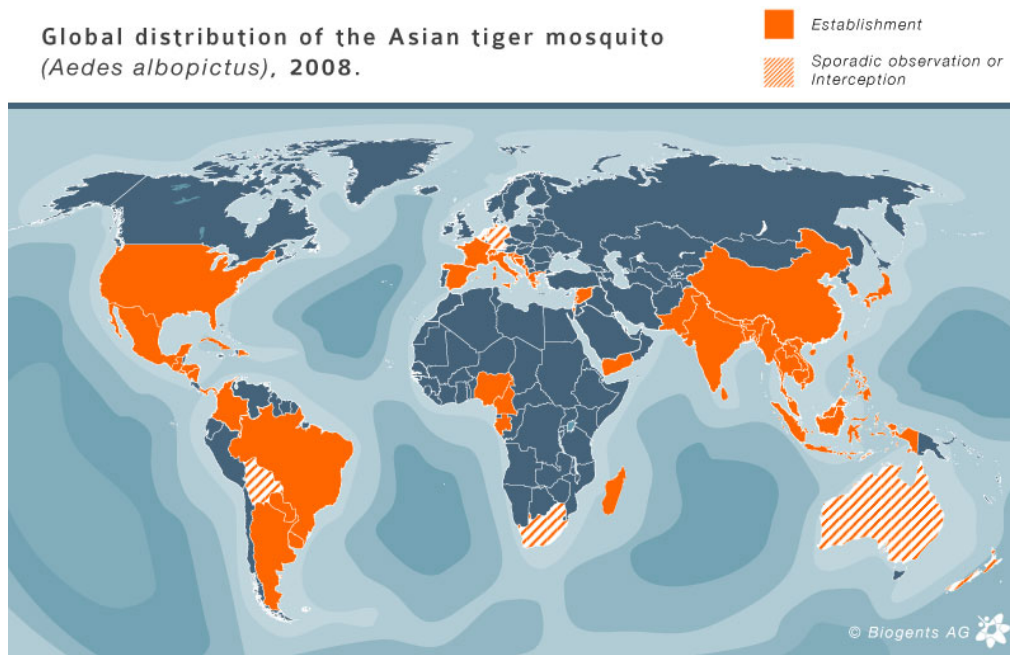 Global distribution of the Asian tiger mosquito
(Aedes albopictus), 2008.
Establishment
Sporadic observation or
Interception
© Biogents AG